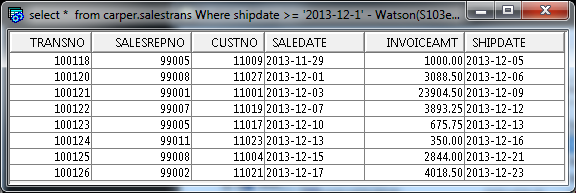 select * from carper.salestrans Where shipdate >= '2013-12-1' - Watson(S103e...
TRANSNO SALESREPNO CUSTNO SALEDATE INVOICEAMT SHIPDATE
100118 99005 11009 2013-11-29 1000.00 2013-12-05
100120 99008 11027 2013-12-01 3088.50 2013-12-06
100121 99001 11001 2013-12-03 23904.50 2013-12-09
100122 99007 11019 2013-12-07 3893.25 2013-12-12
100123 99005 11017 2013-12-10 675.75 2013-12-13
100124 99011 11023 2013-12-13 350.00 2013-12-16
100125 99008 11004 2013-12-15 2844.00 2013-12-21
100126 99002 11021 2013-12-17 4018.50 2013-12-23